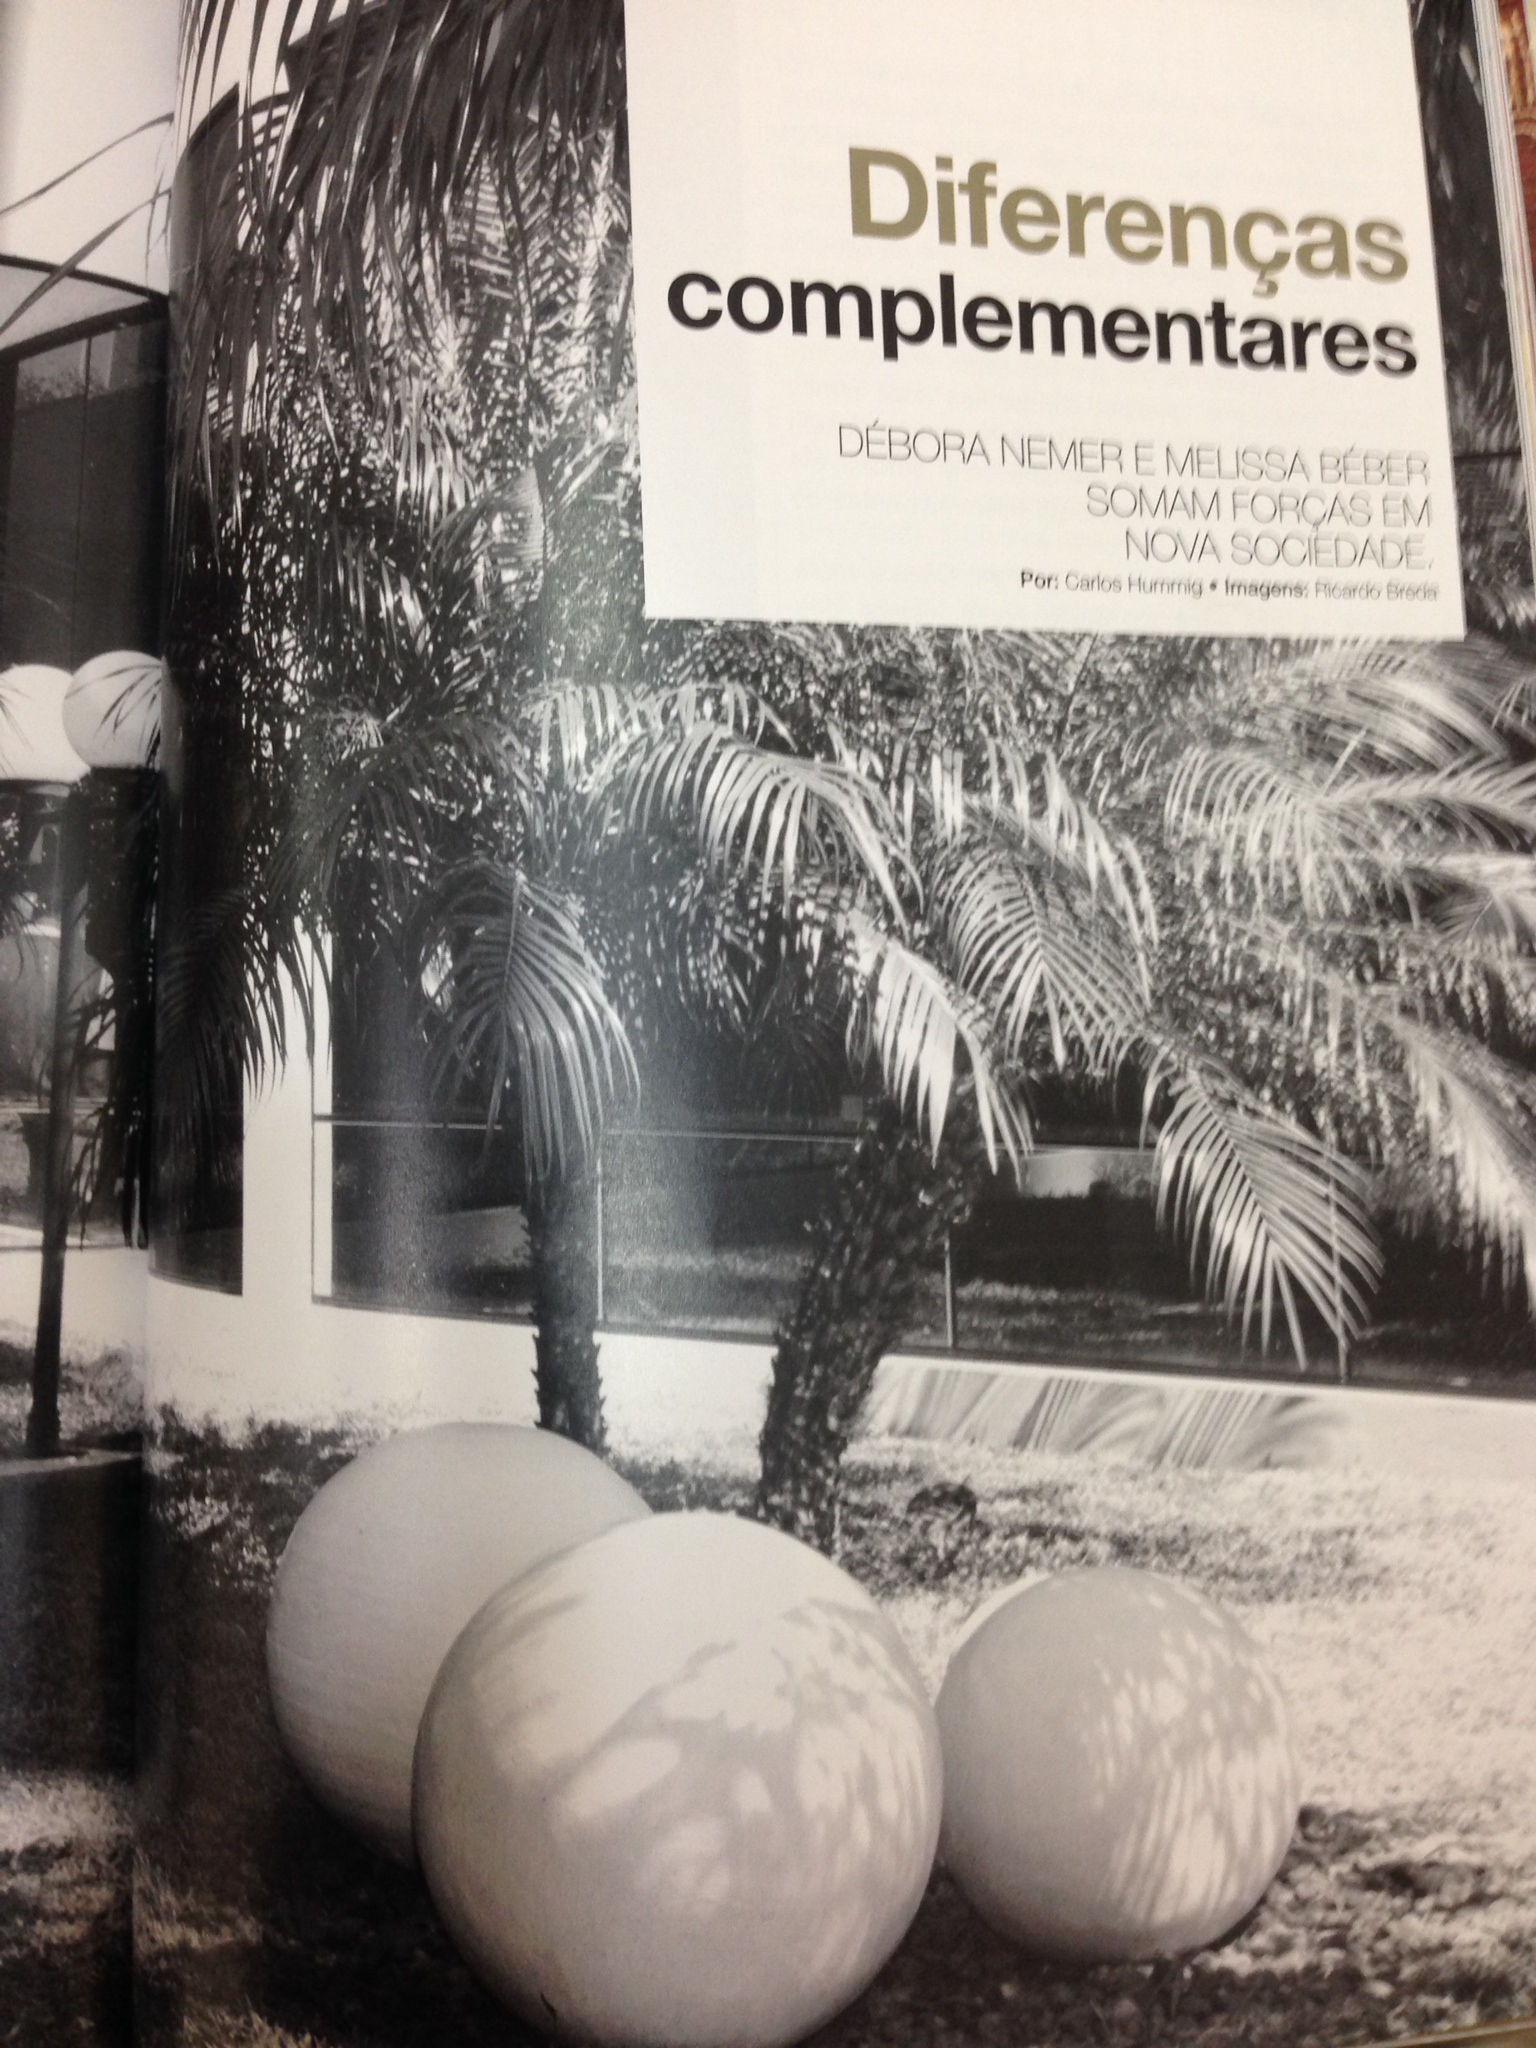 Diferenças
complementares
DÉBORA NEMER E MELISSA BÉBER
SOMAM FORÇAS EM
NOVA SOCIEDADE.
Por: Carlos Hummig • Imagens: Ricardo Breda